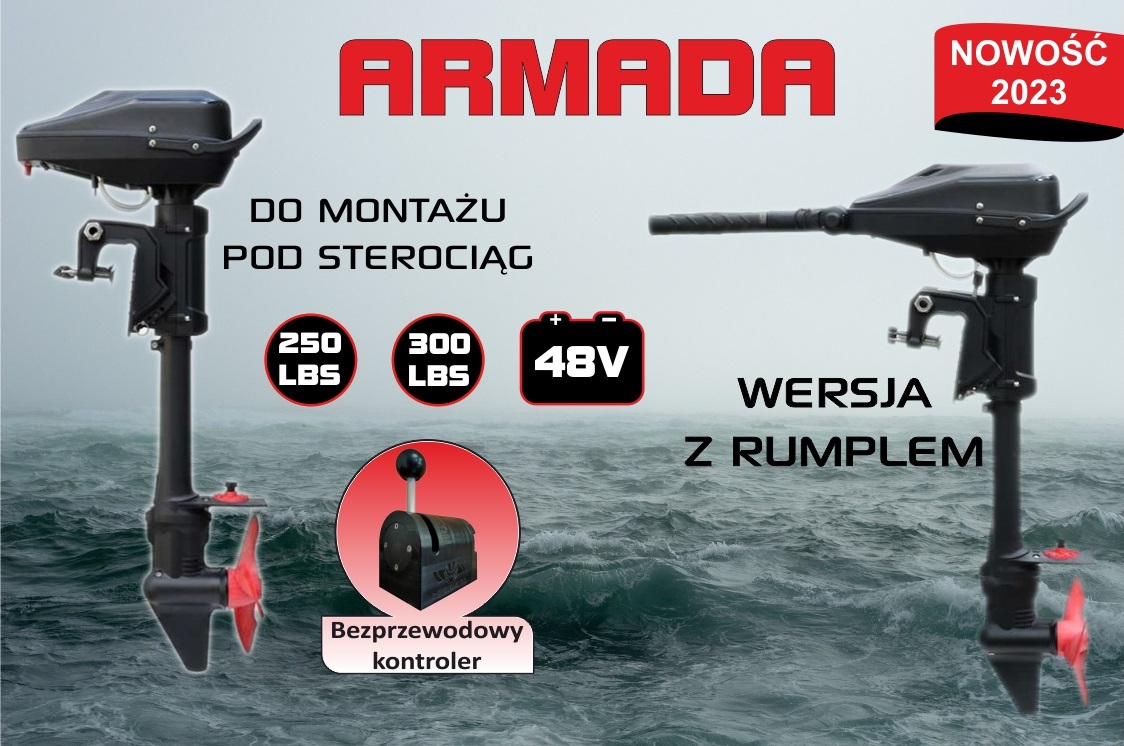 ARMADA
NOWOŚĆ
2023
DO MONTAŻU
POD STEROCIĄG
250
LBS
300
LBS
+ −
48V
WERSJA
Z RUMPLEM
Bezprzewodowy
kontroler